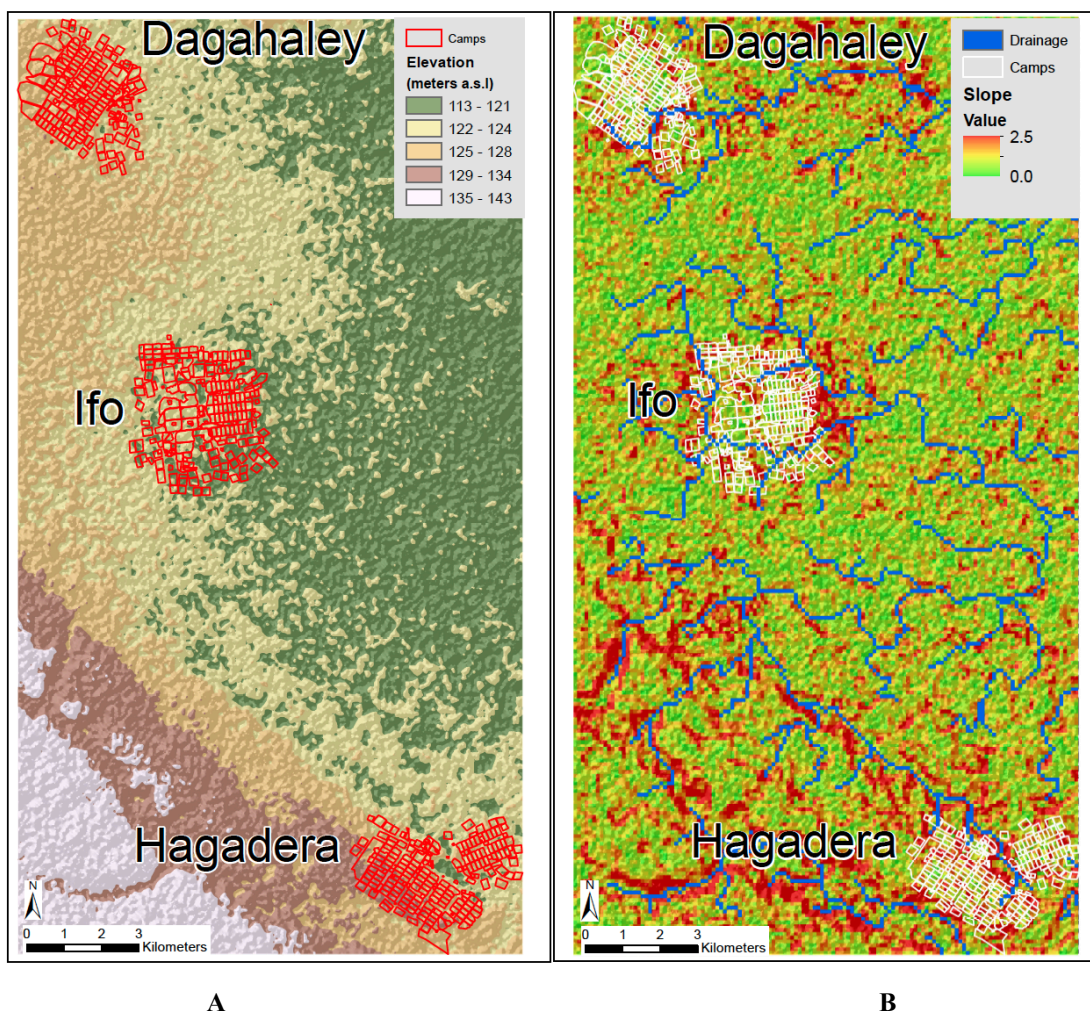 Dagahaley
Camps
Elevation
(meters a.s.l)
113 - 121
122 - 124
125 - 128
129 - 134
135 - 143
Ifo
Hagadera
N
0 1 2 3
Kilometers
A
Dagahaley
Drainage
Camps
Slope
Value
2.5
0.0
Ifo
Hagadera
N
0 1 2 3
Kilometers
B